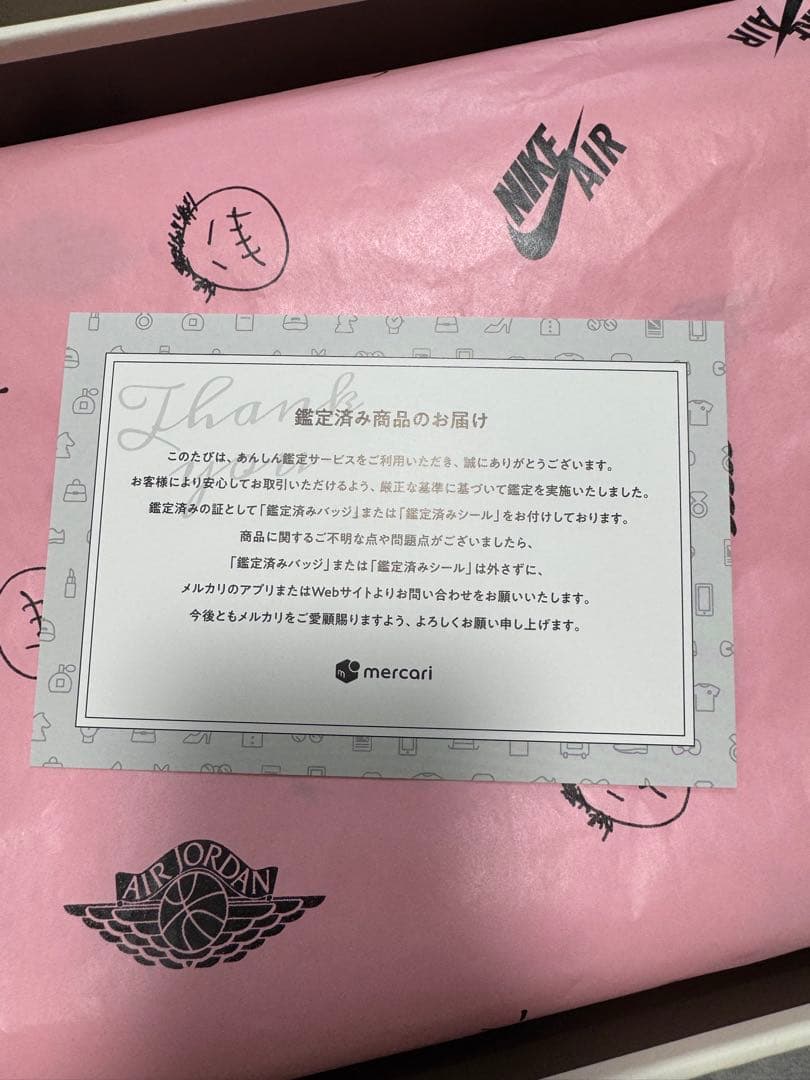 NIKE AIR
NIKE AIR
Thank you
鑑定済み商品のお届け
このたびは、あんしん鑑定サービスをご利用いただき、誠にありがとうございます。
お客様により安心してお取引いただけるよう、厳正な基準に基づいて鑑定を実施いたしました。
鑑定済みの証として「鑑定済みバッジ」または「鑑定済みシール」をお付けしております。
商品に関するご不明な点や問題点がございましたら、
「鑑定済みバッジ」または「鑑定済みシール」は外さずに、
メルカリのアプリまたはWebサイトよりお問い合わせをお願いいたします。
今後ともメルカリをご愛顧賜りますよう、よろしくお願い申し上げます。
mercari
AIR JORDAN